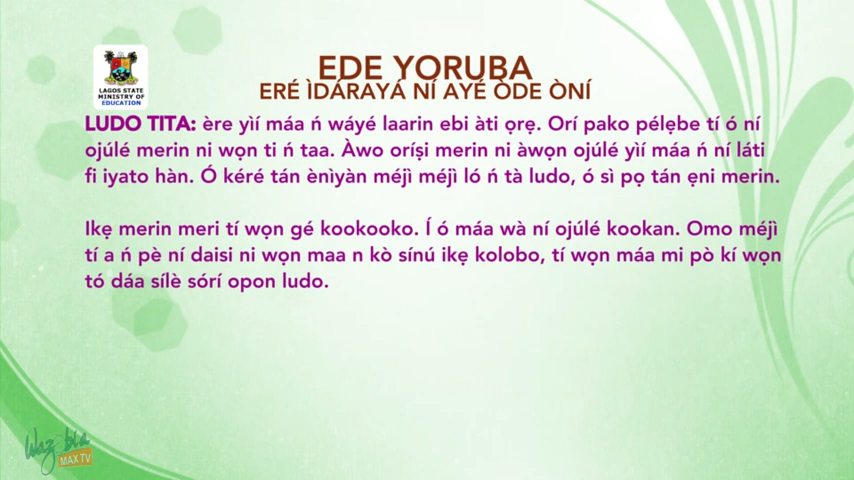 LAGOS STATE
MINISTRY OF
EDUCATION
EDE YORUBA
ERÉ ÌDÁRAYÁ NÍ AYÉ ÒDE ÒNÍ
LUDO TITA: ère yìí máa ń wáyé laarin ebi àti ọrẹ. Orí pako pélẹbe tí ó ní
ojúlé merin ni wọn ti ń taa. Àwo oríṣi merin ni àwọn ojúlé yìí máa ń ní láti
fi iyato hàn. Ó kéré tán ènìyàn méjì méjì ló ń tà ludo, ó sì pọ tán ẹni merin.
Ikẹ merin meri tí wọn gé kookooko. Í ó máa wà ní ojúlé kookan. Omo méjì
tí a ń pè ní daisi ni wọn maa n kò sínú ikẹ kolobo, tí wọn máa mi pò kí wọn
tó dáa sílè sórí opon ludo.
Wazobia
MAX TV